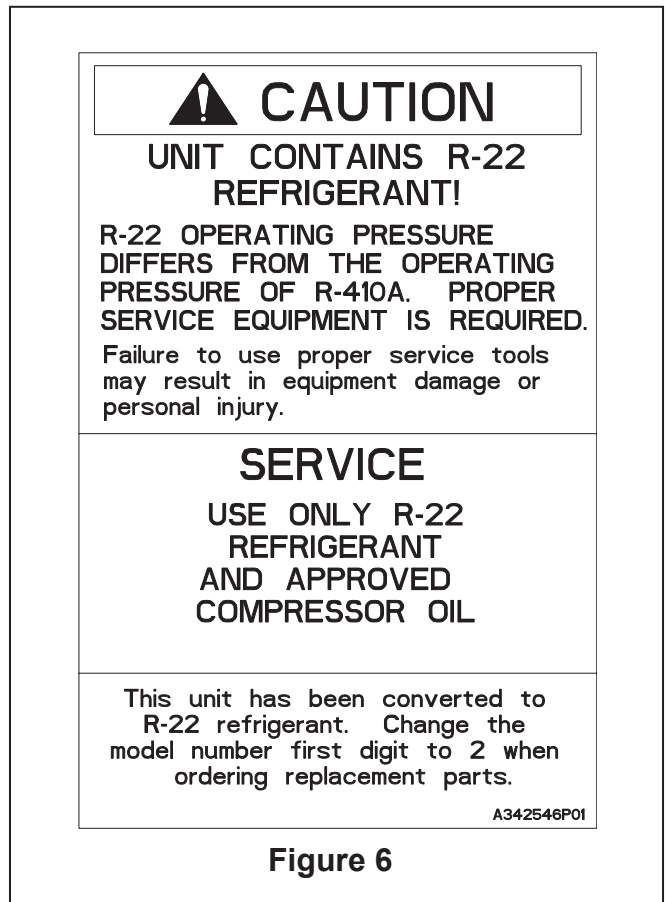 CAUTION
UNIT CONTAINS R-22
REFRIGERANT!
R-22 OPERATING PRESSURE
DIFFERS FROM THE OPERATING
PRESSURE OF R-410A. PROPER
SERVICE EQUIPMENT IS REQUIRED.
Failure to use proper service tools
may result in equipment damage or
personal injury.
SERVICE
USE ONLY R-22
REFRIGERANT
AND APPROVED
COMPRESSOR OIL
This unit has been converted to
R-22 refrigerant. Change the
model number first digit to 2 when
ordering replacement parts.
A342546P01
Figure 6